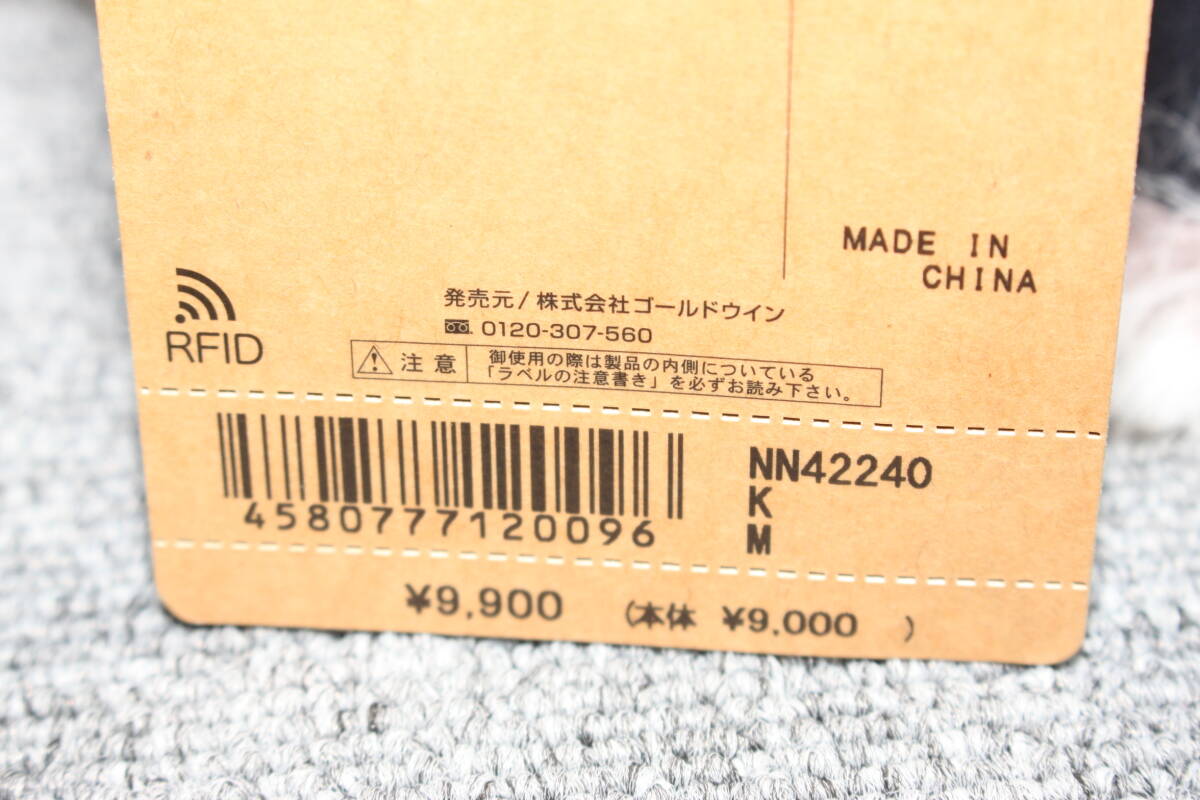 MADE IN
CHINA
RFID
発売元/株式会社ゴールドウイン
0120-307-560
注意
御使用の際は製品の内側についている
「ラベルの注意書き」を必ずお読み下さい。
4580777120096
NN42240
K
M
¥9,900 (本体 ¥9,000 )